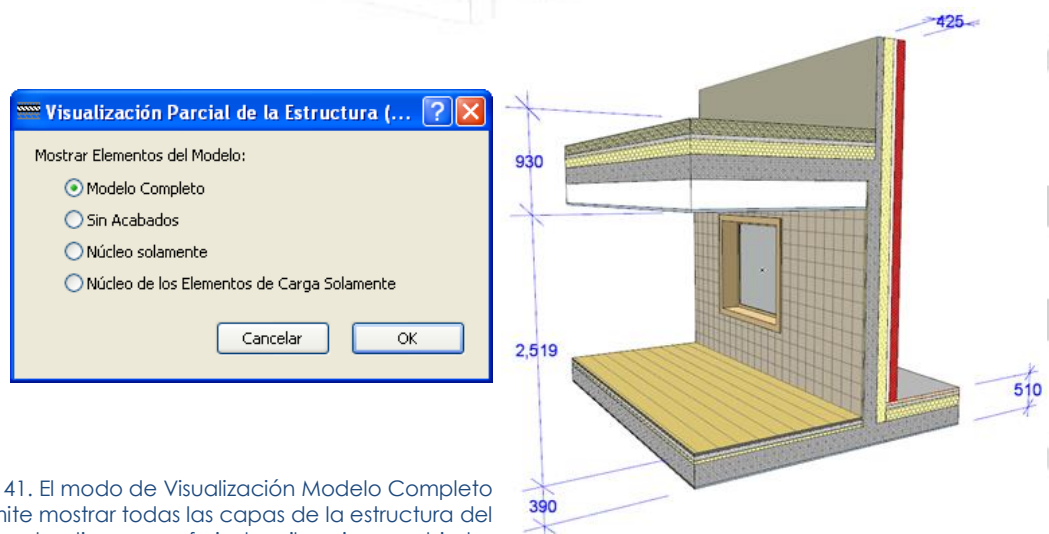 Visualización Parcial de la Estructura (...
Mostrar Elementos del Modelo:
Modelo Completo
Sin Acabados
Núcleo solamente
Núcleo de los Elementos de Carga Solamente
Cancelar
OK
425
930
2,519
510
390
41. El modo de Visualización Modelo Completo
mite mostrar todas las capas de la estructura del